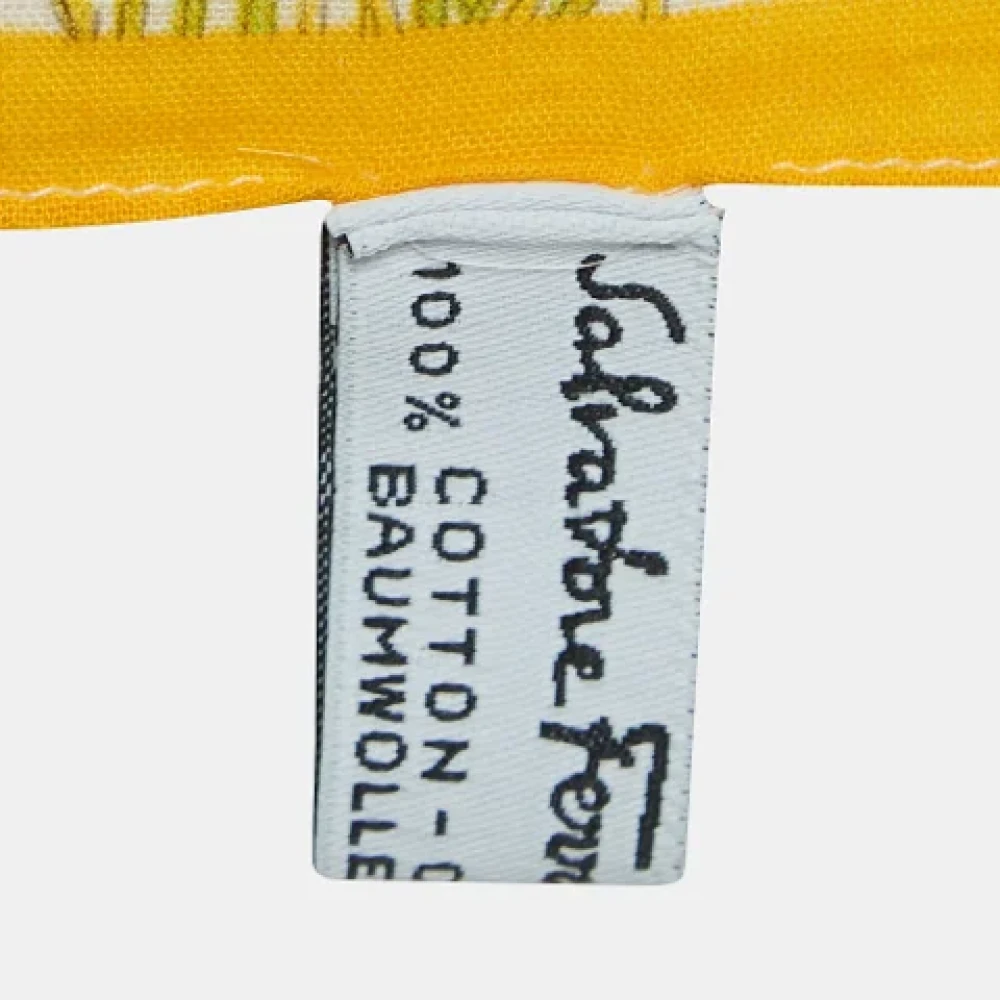 Salvatore Ferr
100% COTTON - C
BAUMWOLLE